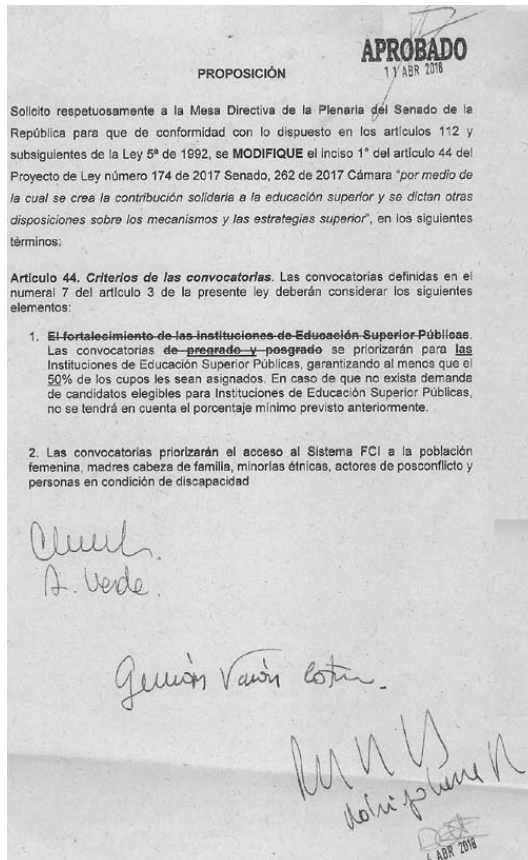 APROBADO
11 ABR 2018
PROPOSICIÓN
Solicito respetuosamente a la Mesa Directiva de la Plenaria del Senado de la
República para que de conformidad con lo dispuesto en los artículos 112 y
subsiguientes de la Ley 5ª de 1992, se MODIFIQUE el inciso 1° del artículo 44 del
Proyecto de Ley número 174 de 2017 Senado, 262 de 2017 Cámara "por medio de
la cual se crea la contribución solidaria a la educación superior y se dictan otras
disposiciones sobre los mecanismos y las estrategias superior", en los siguientes
términos:
Artículo 44. Criterios de las convocatorias. Las convocatorias definidas en el
numeral 7 del artículo 3 de la presente ley deberán considerar los siguientes
elementos:
1. El fortalecimiento de las instituciones de Educación Superior Públicas.
Las convocatorias de pregrado y posgrado se priorizarán para las
Instituciones de Educación Superior Públicas, garantizando al menos que el
50% de los cupos les sean asignados. En caso de que no exista demanda
de candidatos elegibles para Instituciones de Educación Superior Públicas,
no se tendrá en cuenta el porcentaje mínimo previsto anteriormente.
2. Las convocatorias priorizarán el acceso al Sistema FCI a la población
femenina, madres cabeza de familia, minorías étnicas, actores de posconflicto y
personas en condición de discapacidad
A. Verde.
Germán Varón
ABR 2018